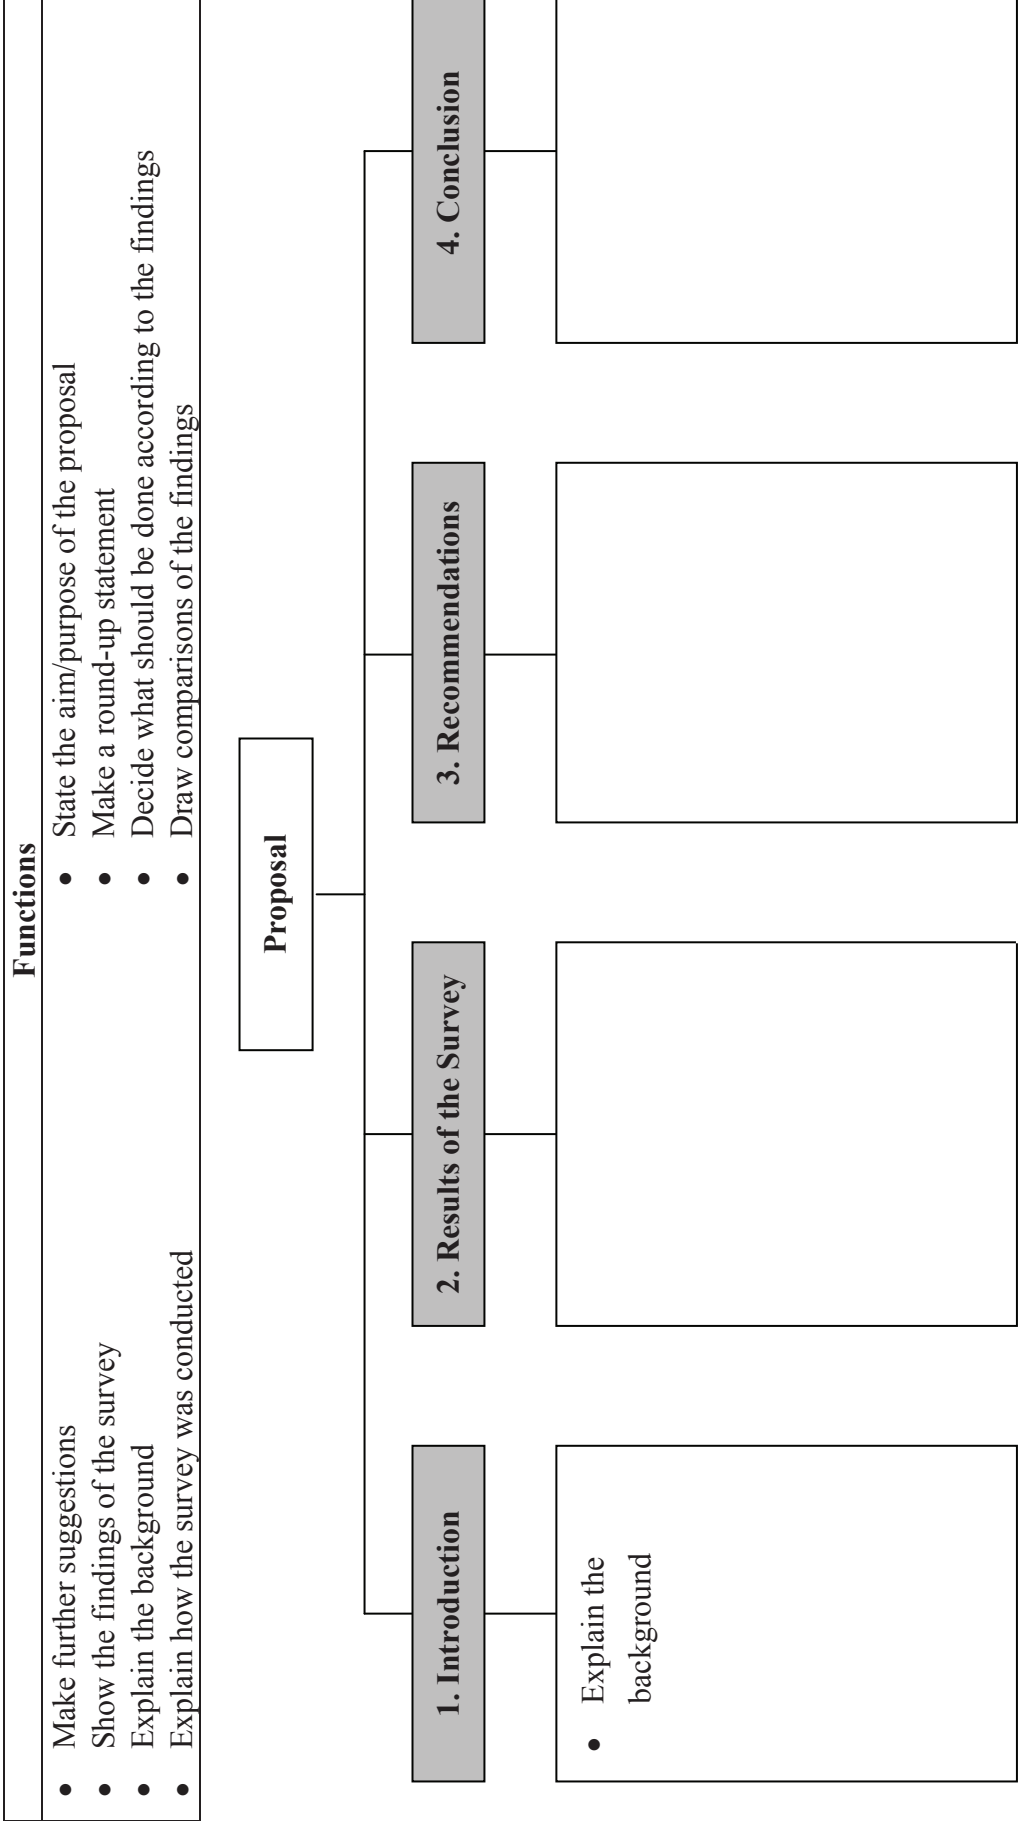 Functions
• Make further suggestions
• Show the findings of the survey
• Explain the background
• Explain how the survey was conducted
• State the aim/purpose of the proposal
• Make a round-up statement
• Decide what should be done according to the findings
• Draw comparisons of the findings
Proposal
1. Introduction
2. Results of the Survey
3. Recommendations
4. Conclusion
• Explain the
background